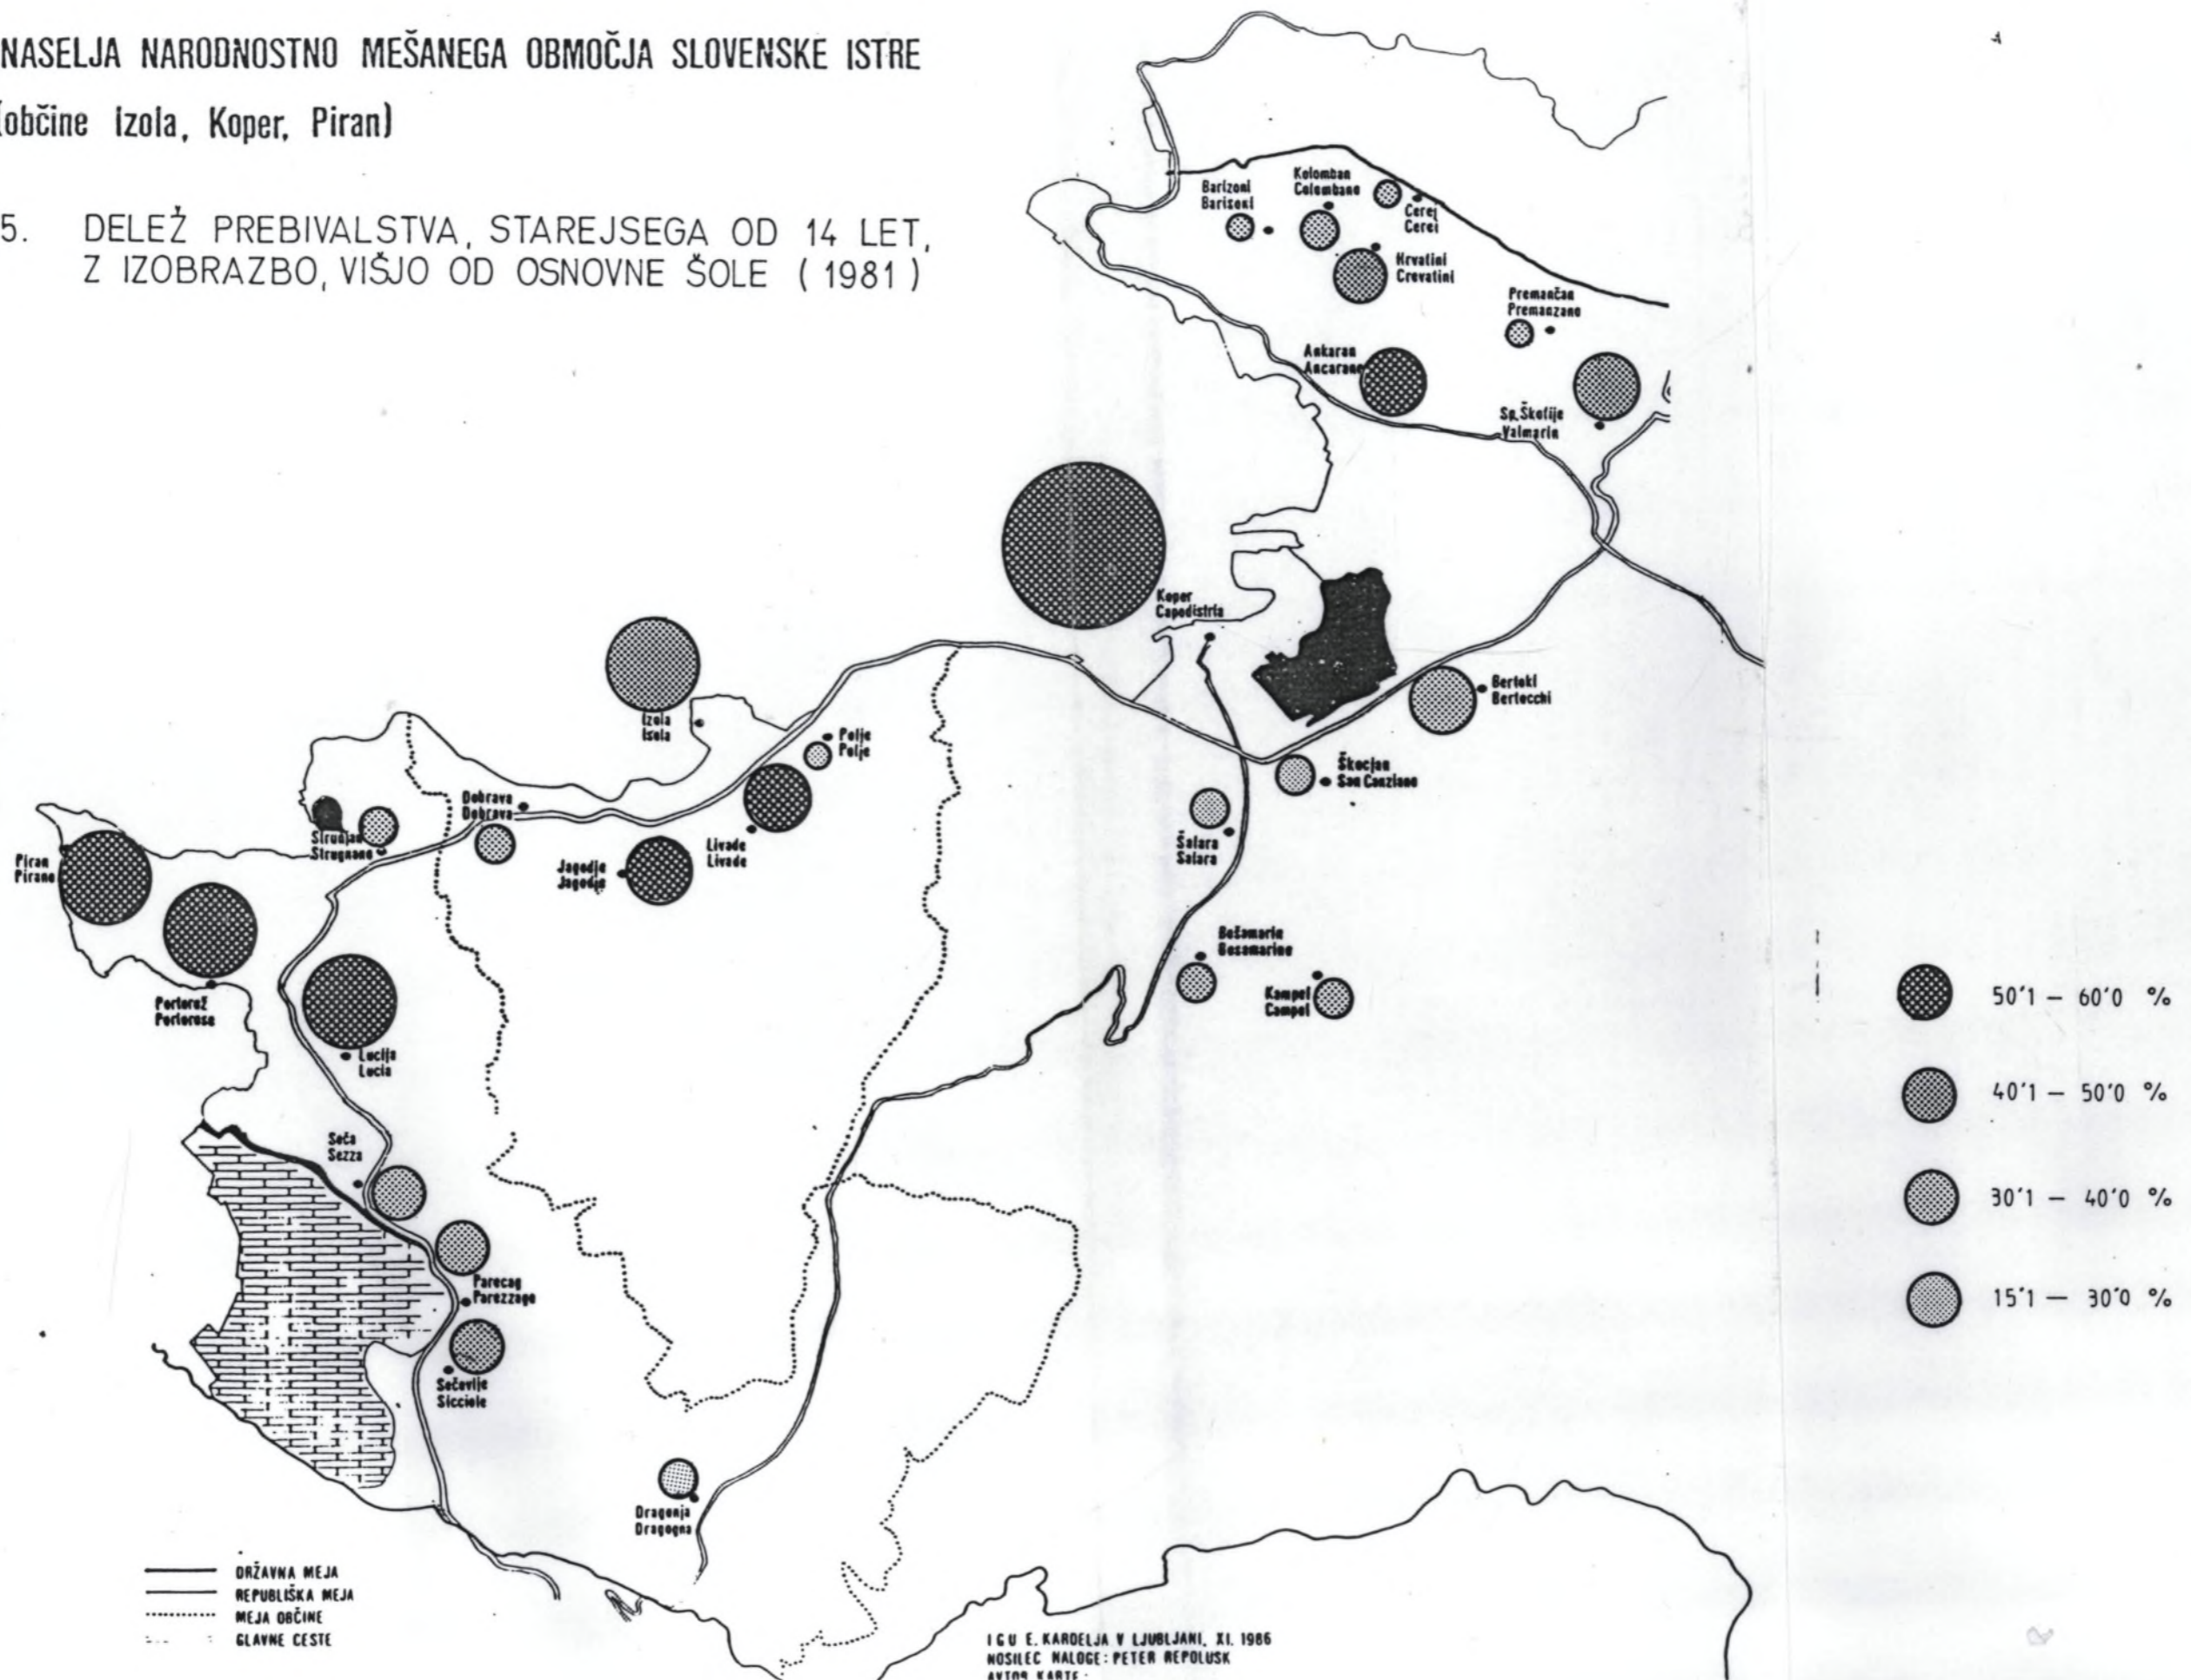 NASELJA NARODNOSTNO MEŠANEGA OBMOČJA SLOVENSKE ISTRE
(občine Izola, Koper, Piran)
5. DELEŽ PREBIVALSTVA, STAREJSEGA OD 14 LET,
Z IZOBRAZBO, VIŠJO OD OSNOVNE ŠOLE (1981)
Barizoni
Bariseni
Kolomban
Colombano
Cerej
Cerei
Hrvatini
Crevatini
Premančan
Premanzano
Ankaran
Ancarano
Sp. Škofije
Valmarin
Koper
Capodistria
Izola
Isola
Bertoki
Bertocchi
Polje
Polje
Škocjan
San Canziano
Dobrava
Dobrava
Strunjan
Strugnano
Šalara
Salara
Livade
Livade
Piran
Pirano
Jagodje
Jagodje
Bošamarin
Bosamarino
Kampel
Campel
Portorož
Portorose
Lucija
Lucia
50'1 — 60'0 %
40'1 — 50'0 %
30'1 — 40'0 %
15'1 — 30'0 %
Seča
Sezza
Parecag
Parezzago
Sečovlje
Sicciole
Dragonja
Dragogna
DRŽAVNA MEJA
REPUBLIŠKA MEJA
MEJA OBČINE
GLAVNE CESTE
IGU E. KARDELJA V LJUBLJANI, XI. 1986
NOSILEC NALOGE: PETER REPOLUSK
AVTOR KARTE: